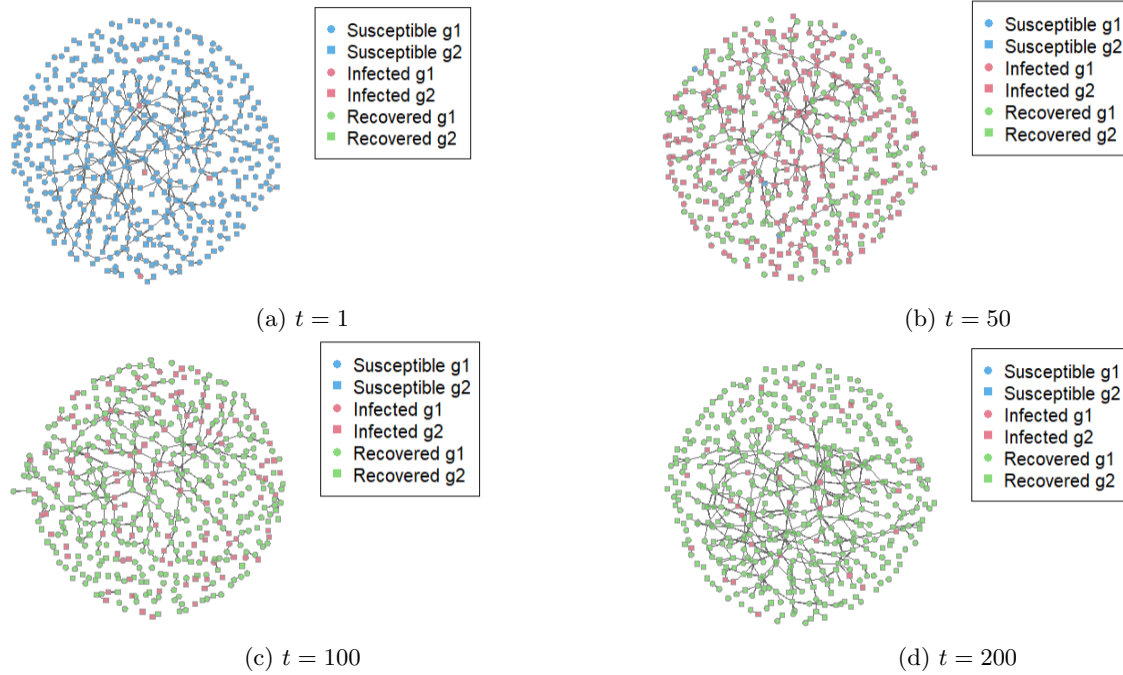 Susceptible g1
Susceptible g2
Infected g1
Infected g2
Recovered g1
Recovered g2
(a) t = 1
Susceptible g1
Susceptible g2
Infected g1
Infected g2
Recovered g1
Recovered g2
(b) t = 50
Susceptible g1
Susceptible g2
Infected g1
Infected g2
Recovered g1
Recovered g2
(c) t = 100
Susceptible g1
Susceptible g2
Infected g1
Infected g2
Recovered g1
Recovered g2
(d) t = 200